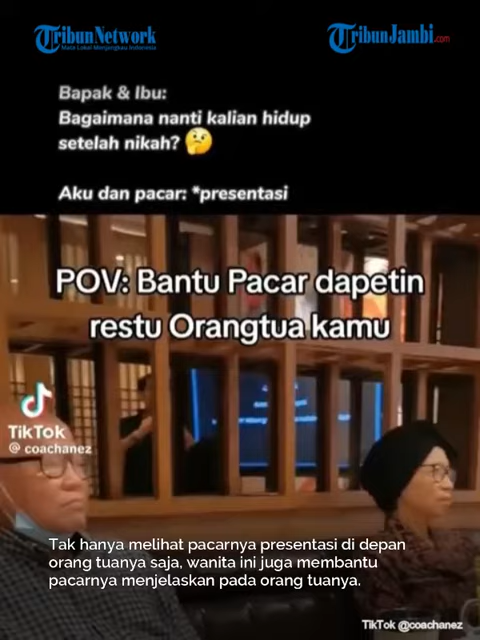 TribunNetwork
Mata Lokal Menjangkau Indonesia
TribunJambi.com
Bapak & Ibu:
Bagaimana nanti kalian hidup
setelah nikah? 🤔
Aku dan pacar: *presentasi
POV: Bantu Pacar dapetin
restu Orangtua kamu
TikTok
@ coachanez
Tak hanya melihat pacarnya presentasi di depan
orang tuanya saja, wanita ini juga membantu
pacarnya menjelaskan pada orang tuanya.
TikTok @coachanez